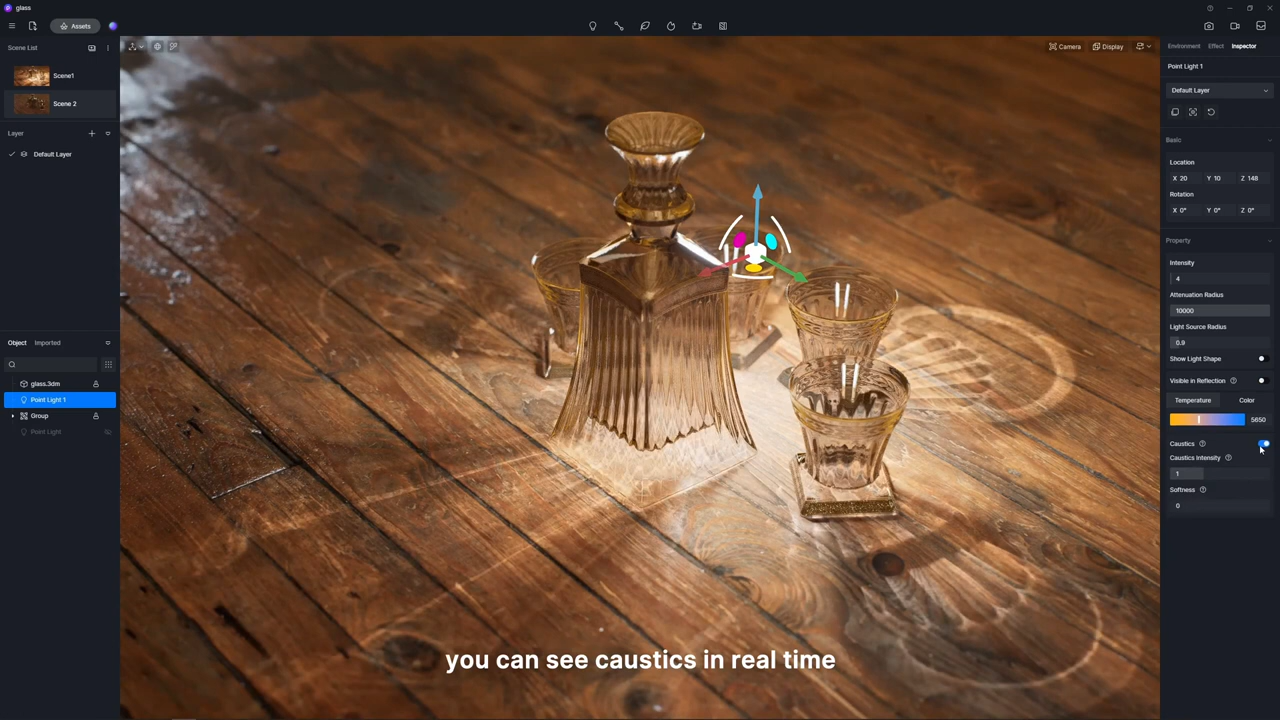 glass
Assets
Scene List
Scene1
Scene 2
Layer
Default Layer
Object
Imported
glass.3dm
Point Light 1
Group
Point Light
Camera
Display
Environment
Effect
Inspector
Point Light 1
Default Layer
Basic
Location
X 20 Y 10 Z 148
Rotation
X 0° Y 0° Z 0°
Property
Intensity
4
Attenuation Radius
10000
Light Source Radius
0.9
Show Light Shape
Visible in Reflection
Temperature Color
5650
Caustics
Caustics Intensity
1
Softness
0
you can see caustics in real time